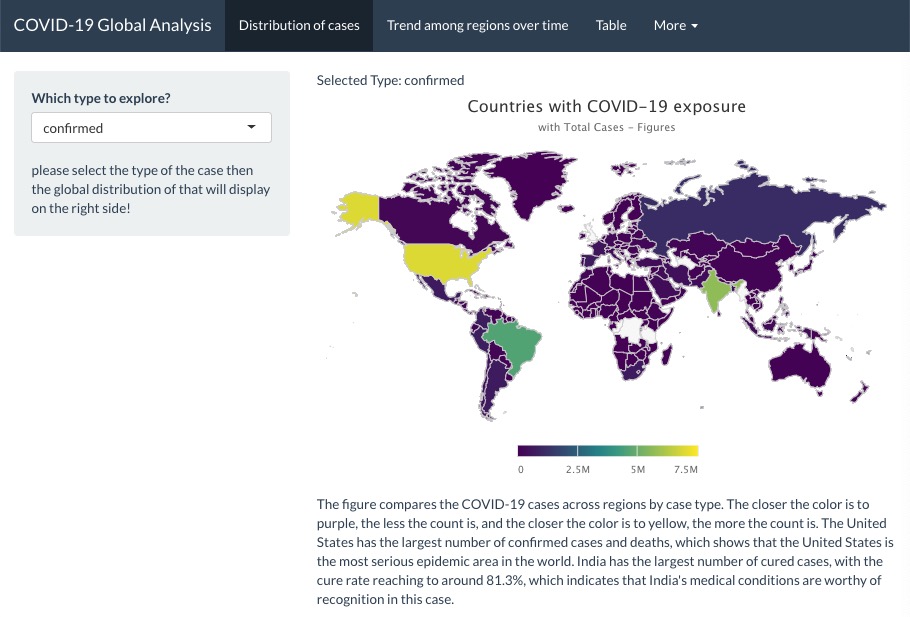 COVID-19 Global Analysis
Distribution of cases
Trend among regions over time
Table
More
Which type to explore?
confirmed
please select the type of the case then
the global distribution of that will display
on the right side!
Selected Type: confirmed
Countries with COVID-19 exposure
with Total Cases - Figures
0
2.5M
5M
7.5M
The figure compares the COVID-19 cases across regions by case type. The closer the color is to
purple, the less the count is, and the closer the color is to yellow, the more the count is. The United
States has the largest number of confirmed cases and deaths, which shows that the United States is
the most serious epidemic area in the world. India has the largest number of cured cases, with the
cure rate reaching to around 81.3%, which indicates that India's medical conditions are worthy of
recognition in this case.